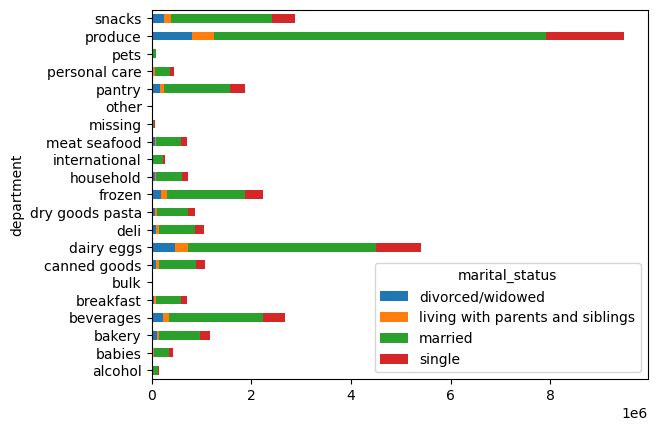 snacks
produce
pets
personal care
pantry
other
missing
meat seafood
international
household
frozen
dry goods pasta
deli
dairy eggs
canned goods
bulk
breakfast
beverages
bakery
babies
alcohol
department
marital_status
divorced/widowed
living with parents and siblings
married
single
0 2 4 6 8
1e6